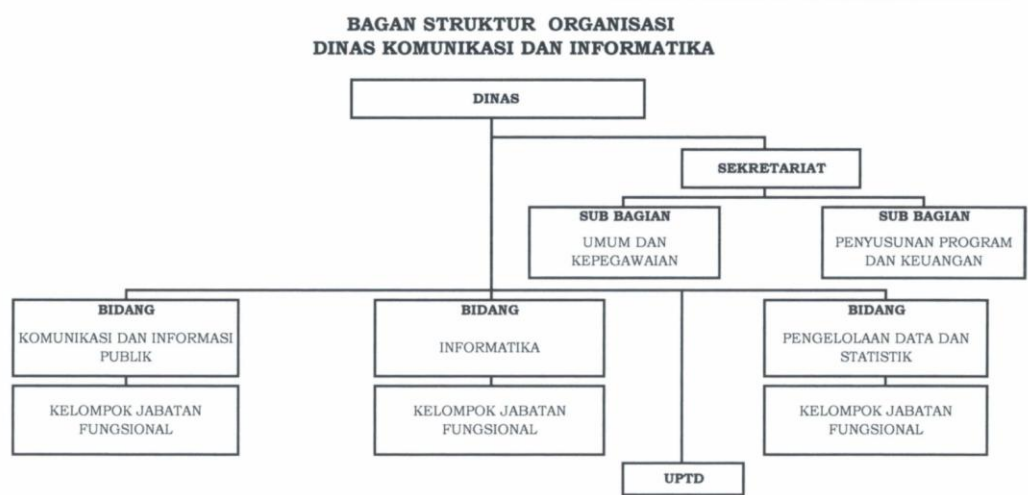 BAGAN STRUKTUR ORGANISASI
DINAS KOMUNIKASI DAN INFORMATIKA
DINAS
SEKRETARIAT
SUB BAGIAN
UMUM DAN
KEPEGAWAIAN
SUB BAGIAN
PENYUSUNAN PROGRAM
DAN KEUANGAN
BIDANG
KOMUNIKASI DAN INFORMASI
PUBLIK
BIDANG
INFORMATIKA
BIDANG
PENGELOLAAN DATA DAN
STATISTIK
KELOMPOK JABATAN
FUNGSIONAL
KELOMPOK JABATAN
FUNGSIONAL
KELOMPOK JABATAN
FUNGSIONAL
UPTD